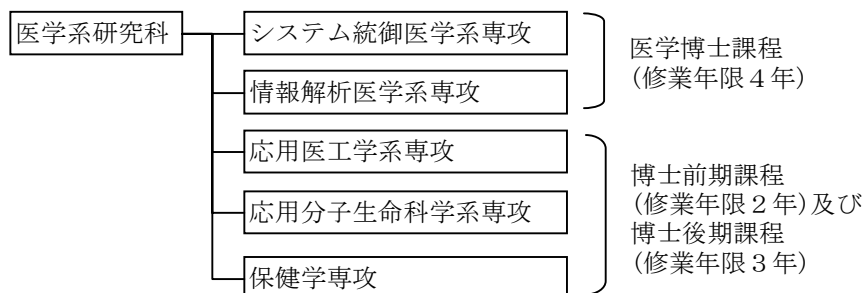 医学系研究科
システム統御医学系専攻
情報解析医学系専攻
医学博士課程
(修業年限４年)
応用医工学系専攻
応用分子生命科学系専攻
保健学専攻
博士前期課程
(修業年限２年)及び
博士後期課程
(修業年限３年)